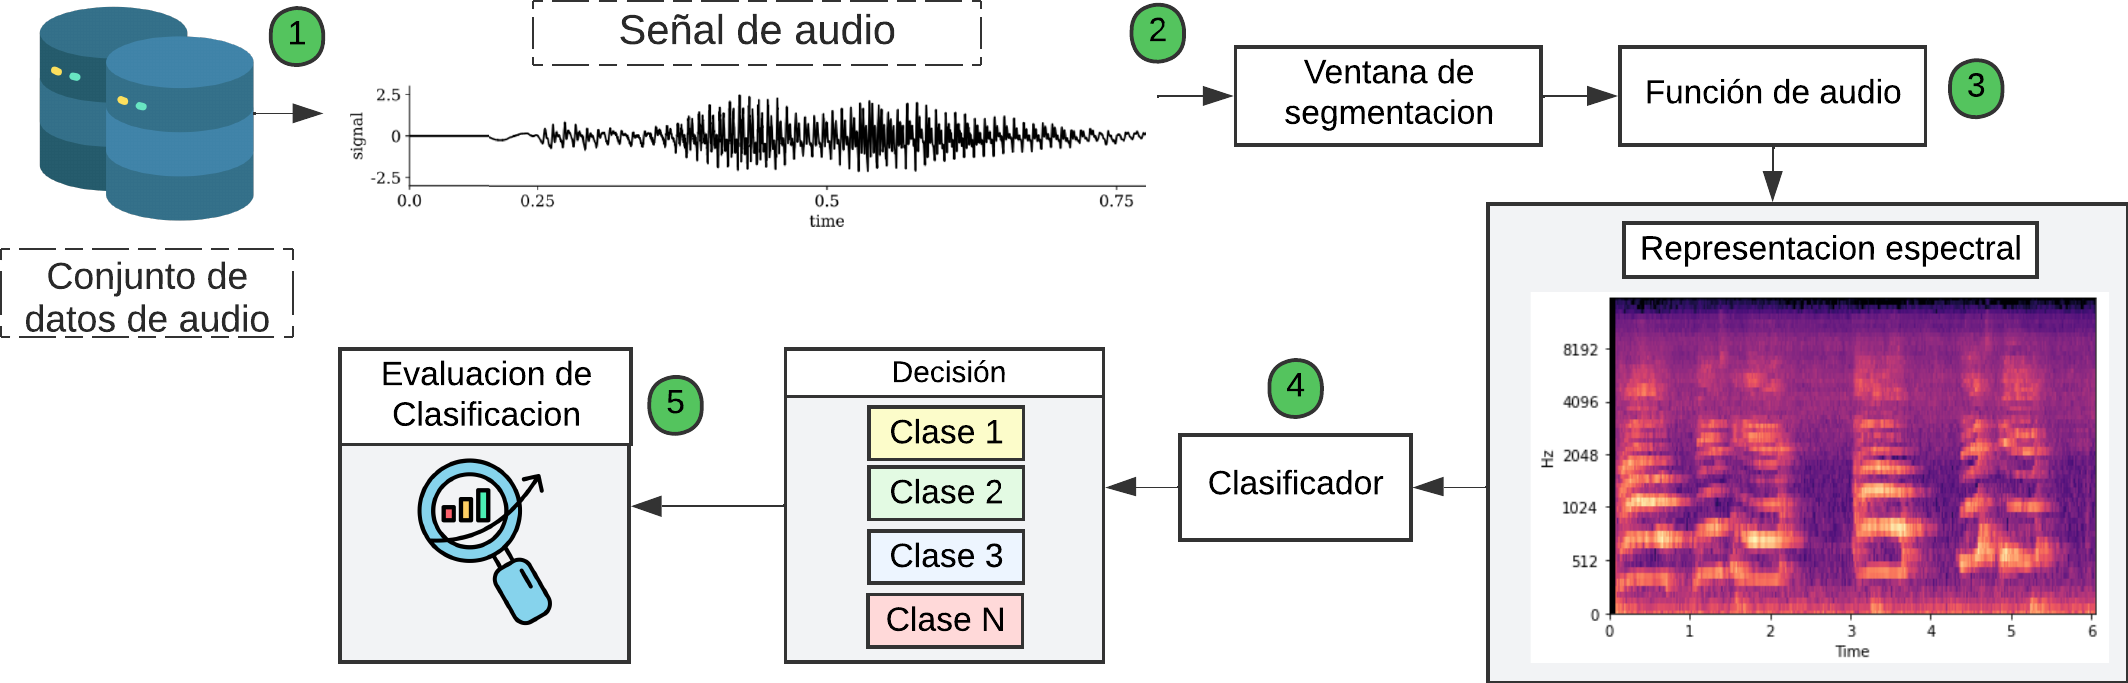 1
Señal de audio
2
Ventana de
segmentacion
Función de audio
3
2.5
0
-2.5
signal
0.0
0.25
0.5
0.75
time
Conjunto de
datos de audio
Representacion espectral
8192
4096
2048
1024
512
0
Hz
0
1
2
3
4
5
6
Time
4
Clasificador
Decisión
Clase 1
Clase 2
Clase 3
Clase N
5
Evaluacion de
Clasificacion